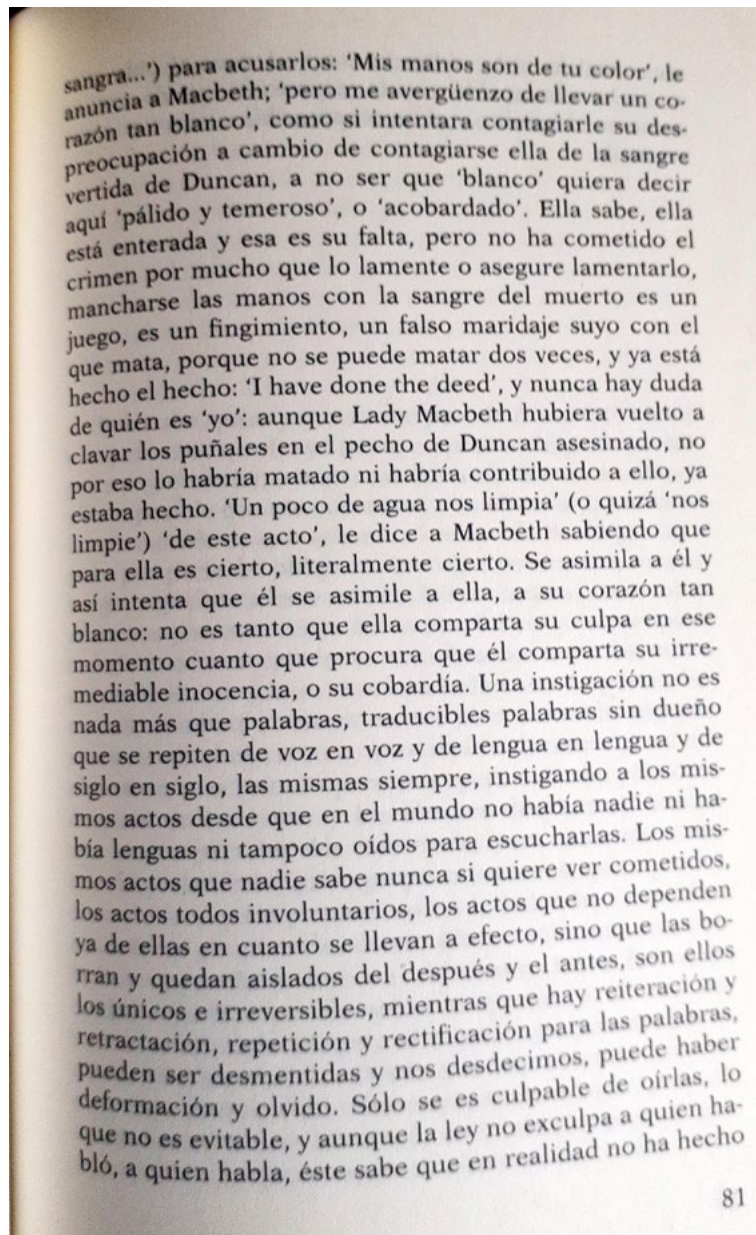 sangra...’) para acusarlos: ‘Mis manos son de tu color’, le
anuncia a Macbeth; ‘pero me avergüenzo de llevar un co-
razón tan blanco’, como si intentara contagiarle su des-
preocupación a cambio de contagiarse ella de la sangre
vertida de Duncan, a no ser que ‘blanco’ quiera decir
aquí ‘pálido y temeroso’, o ‘acobardado’. Ella sabe, ella
está enterada y esa es su falta, pero no ha cometido el
crimen por mucho que lo lamente o asegure lamentarlo,
mancharse las manos con la sangre del muerto es un
juego, es un fingimiento, un falso maridaje suyo con el
que mata, porque no se puede matar dos veces, y ya está
hecho el hecho: ‘I have done the deed’, y nunca hay duda
de quién es ‘yo’: aunque Lady Macbeth hubiera vuelto a
clavar los puñales en el pecho de Duncan asesinado, no
por eso lo habría matado ni habría contribuido a ello, ya
estaba hecho. ‘Un poco de agua nos limpia’ (o quizá ‘nos
limpie’) ‘de este acto’, le dice a Macbeth sabiendo que
para ella es cierto, literalmente cierto. Se asimila a él y
así intenta que él se asimile a ella, a su corazón tan
blanco: no es tanto que ella comparta su culpa en ese
momento cuanto que procura que él comparta su irre-
mediable inocencia, o su cobardía. Una instigación no es
nada más que palabras, traducibles palabras sin dueño
que se repiten de voz en voz y de lengua en lengua y de
siglo en siglo, las mismas siempre, instigando a los mis-
mos actos desde que en el mundo no había nadie ni ha-
bía lenguas ni tampoco oídos para escucharlas. Los mis-
mos actos que nadie sabe nunca si quiere ver cometidos,
los actos todos involuntarios, los actos que no dependen
ya de ellas en cuanto se llevan a efecto, sino que las bo-
rran y quedan aislados del después y el antes, son ellos
los únicos e irreversibles, mientras que hay reiteración y
retractación, repetición y rectificación para las palabras,
pueden ser desmentidas y nos desdecimos, puede haber
deformación y olvido. Sólo se es culpable de oírlas, lo
que no es evitable, y aunque la ley no exculpa a quien ha-
bló, a quien habla, éste sabe que en realidad no ha hecho
81